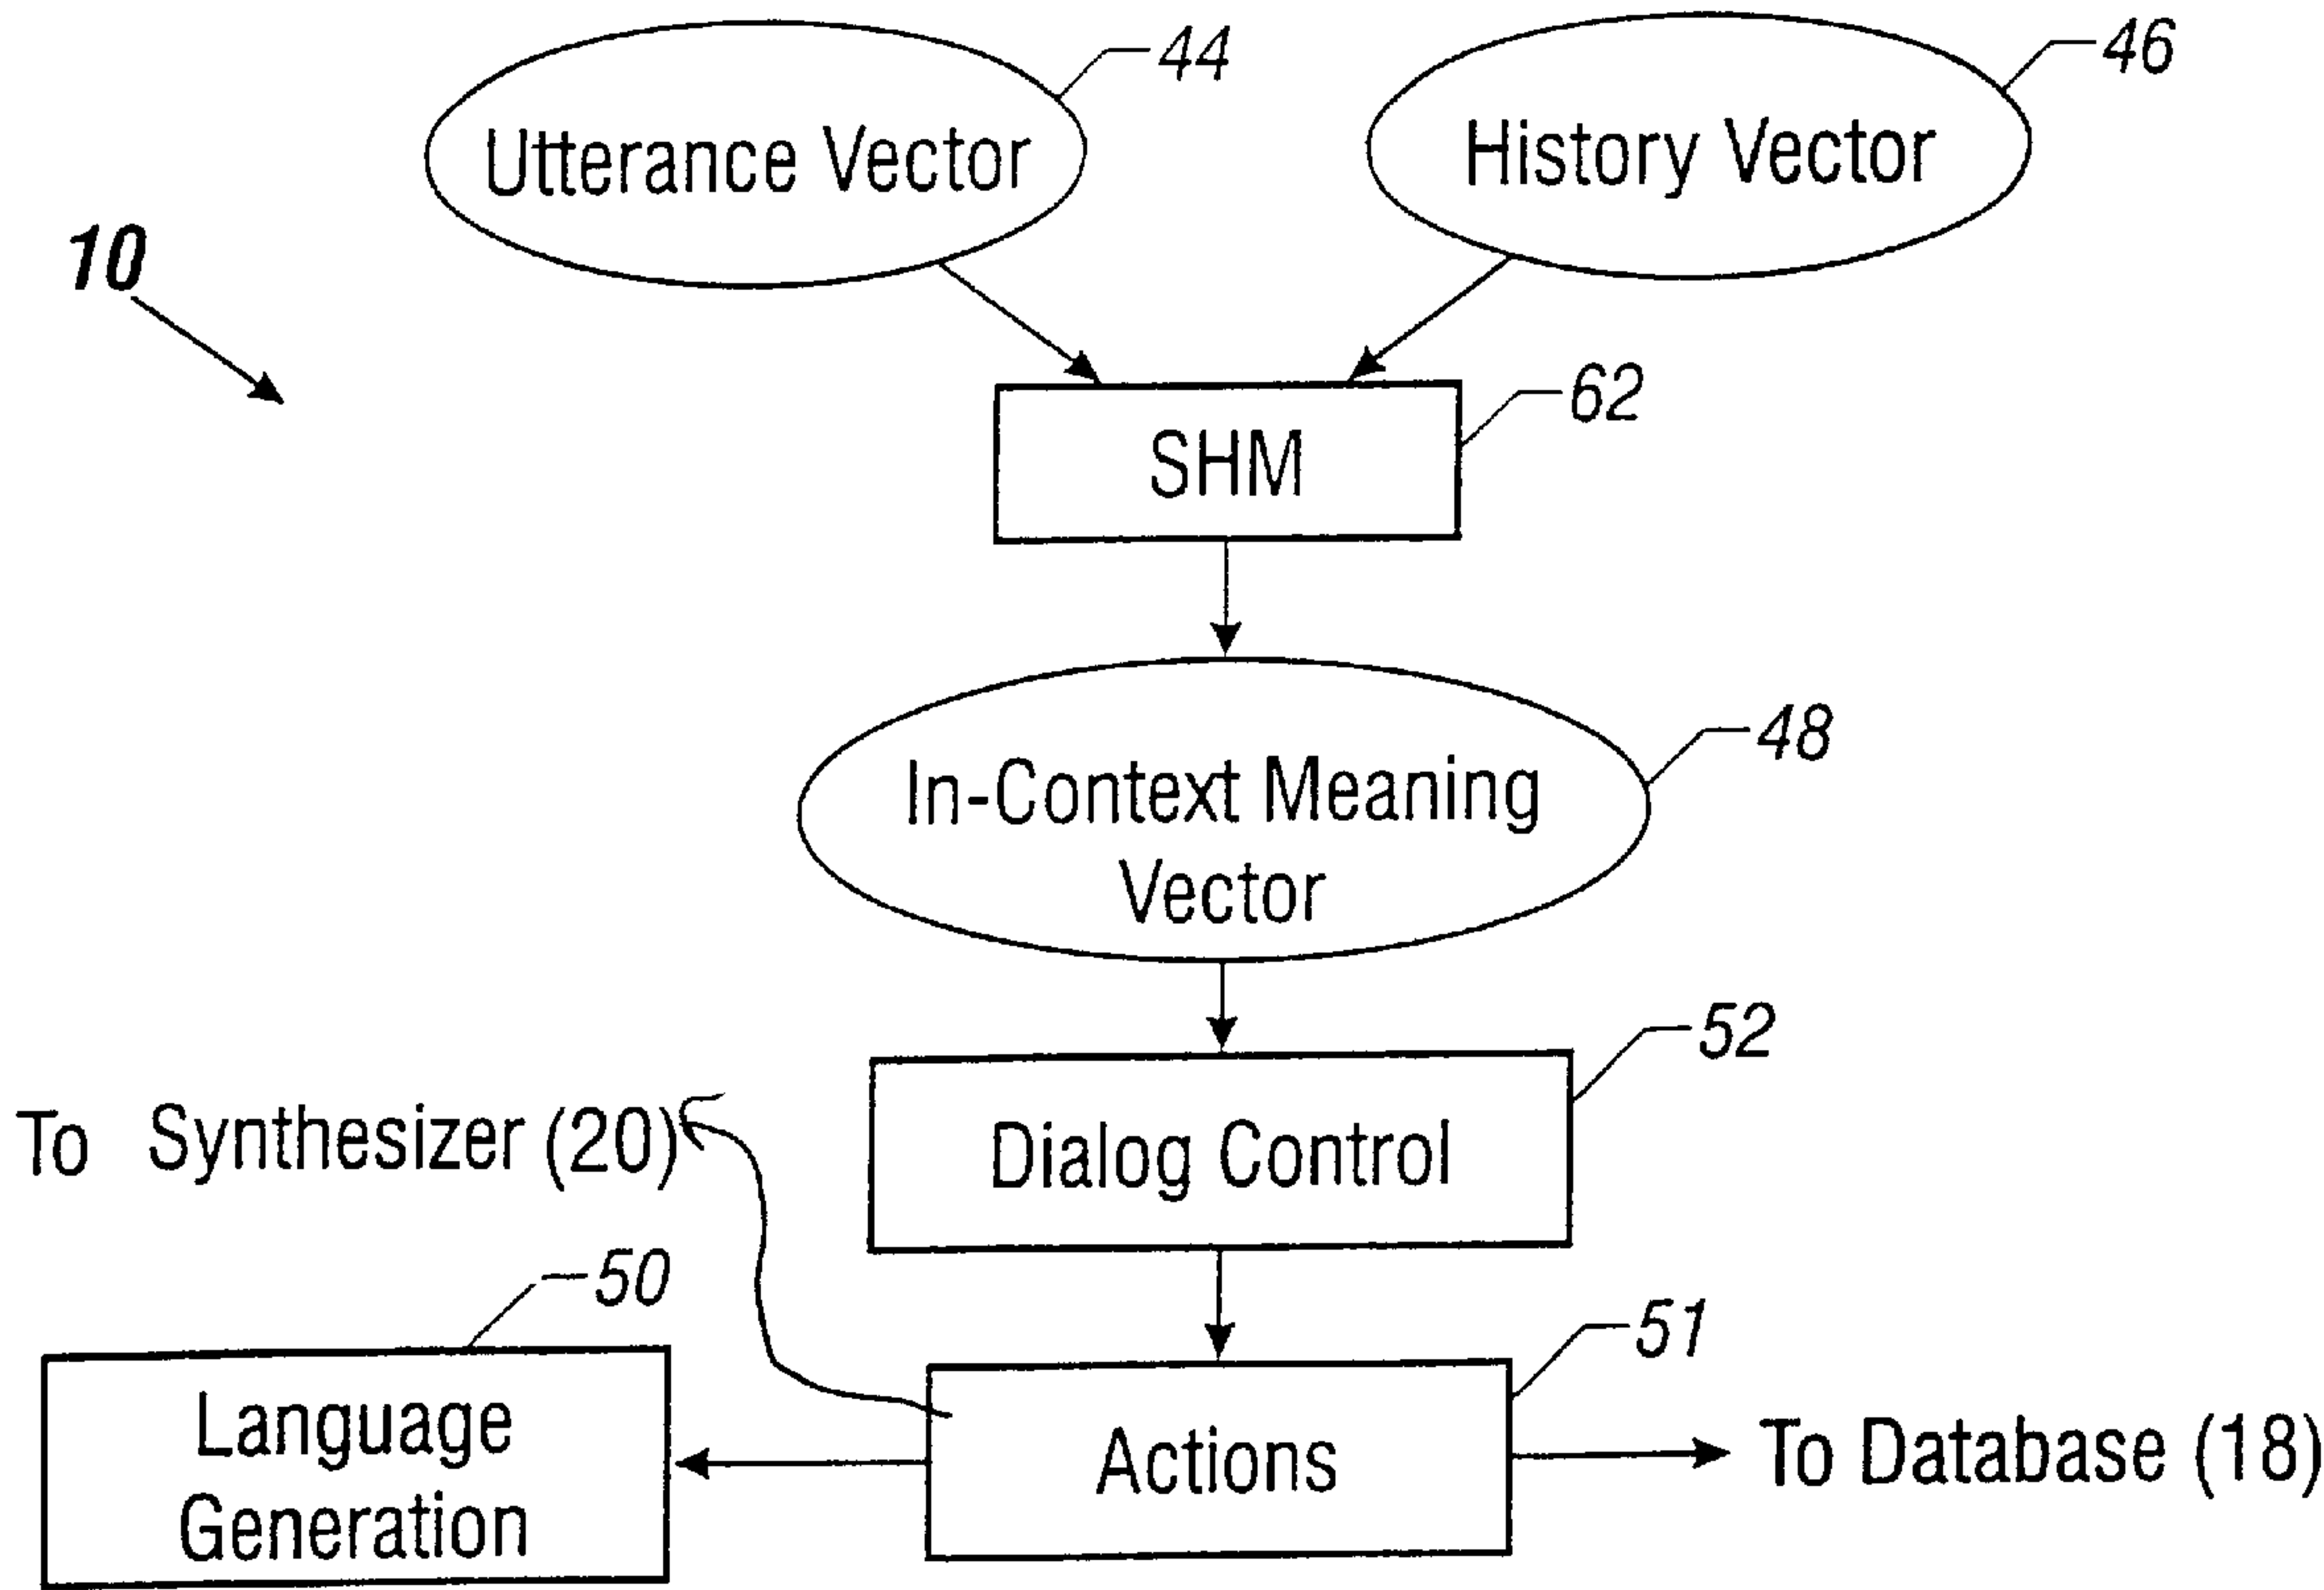 44
46
Utterance Vector
History Vector
10
62
SHM
48
In-Context Meaning
Vector
52
To Synthesizer (20)
Dialog Control
50
51
Language
Generation
Actions
To Database (18)